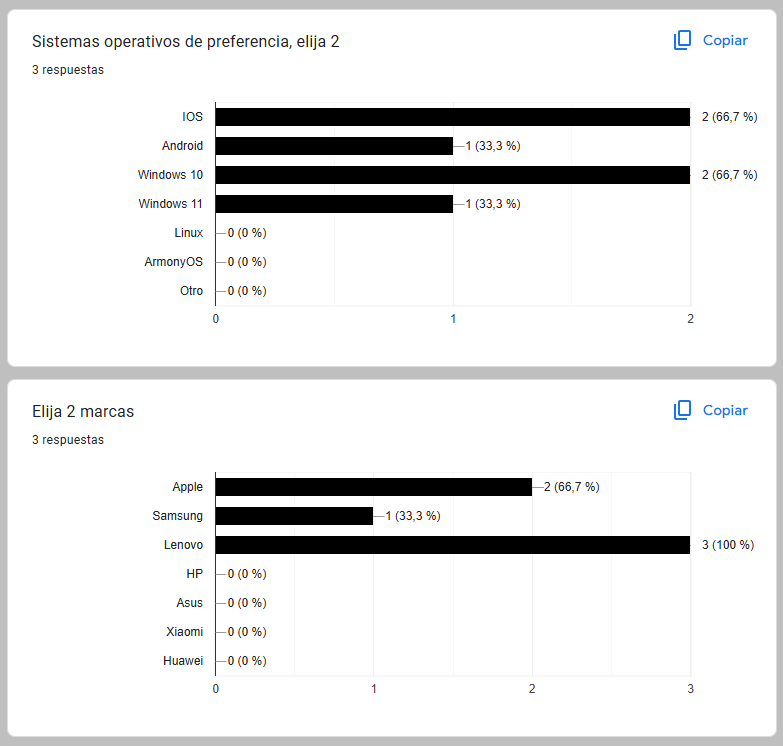 Sistemas operativos de preferencia, elija 2
Copiar
3 respuestas
IOS 2 (66,7 %)
Android 1 (33,3 %)
Windows 10 2 (66,7 %)
Windows 11 1 (33,3 %)
Linux 0 (0 %)
ArmonyOS 0 (0 %)
Otro 0 (0 %)
0 1 2
Elija 2 marcas
Copiar
3 respuestas
Apple 2 (66,7 %)
Samsung 1 (33,3 %)
Lenovo 3 (100 %)
HP 0 (0 %)
Asus 0 (0 %)
Xiaomi 0 (0 %)
Huawei 0 (0 %)
0 1 2 3